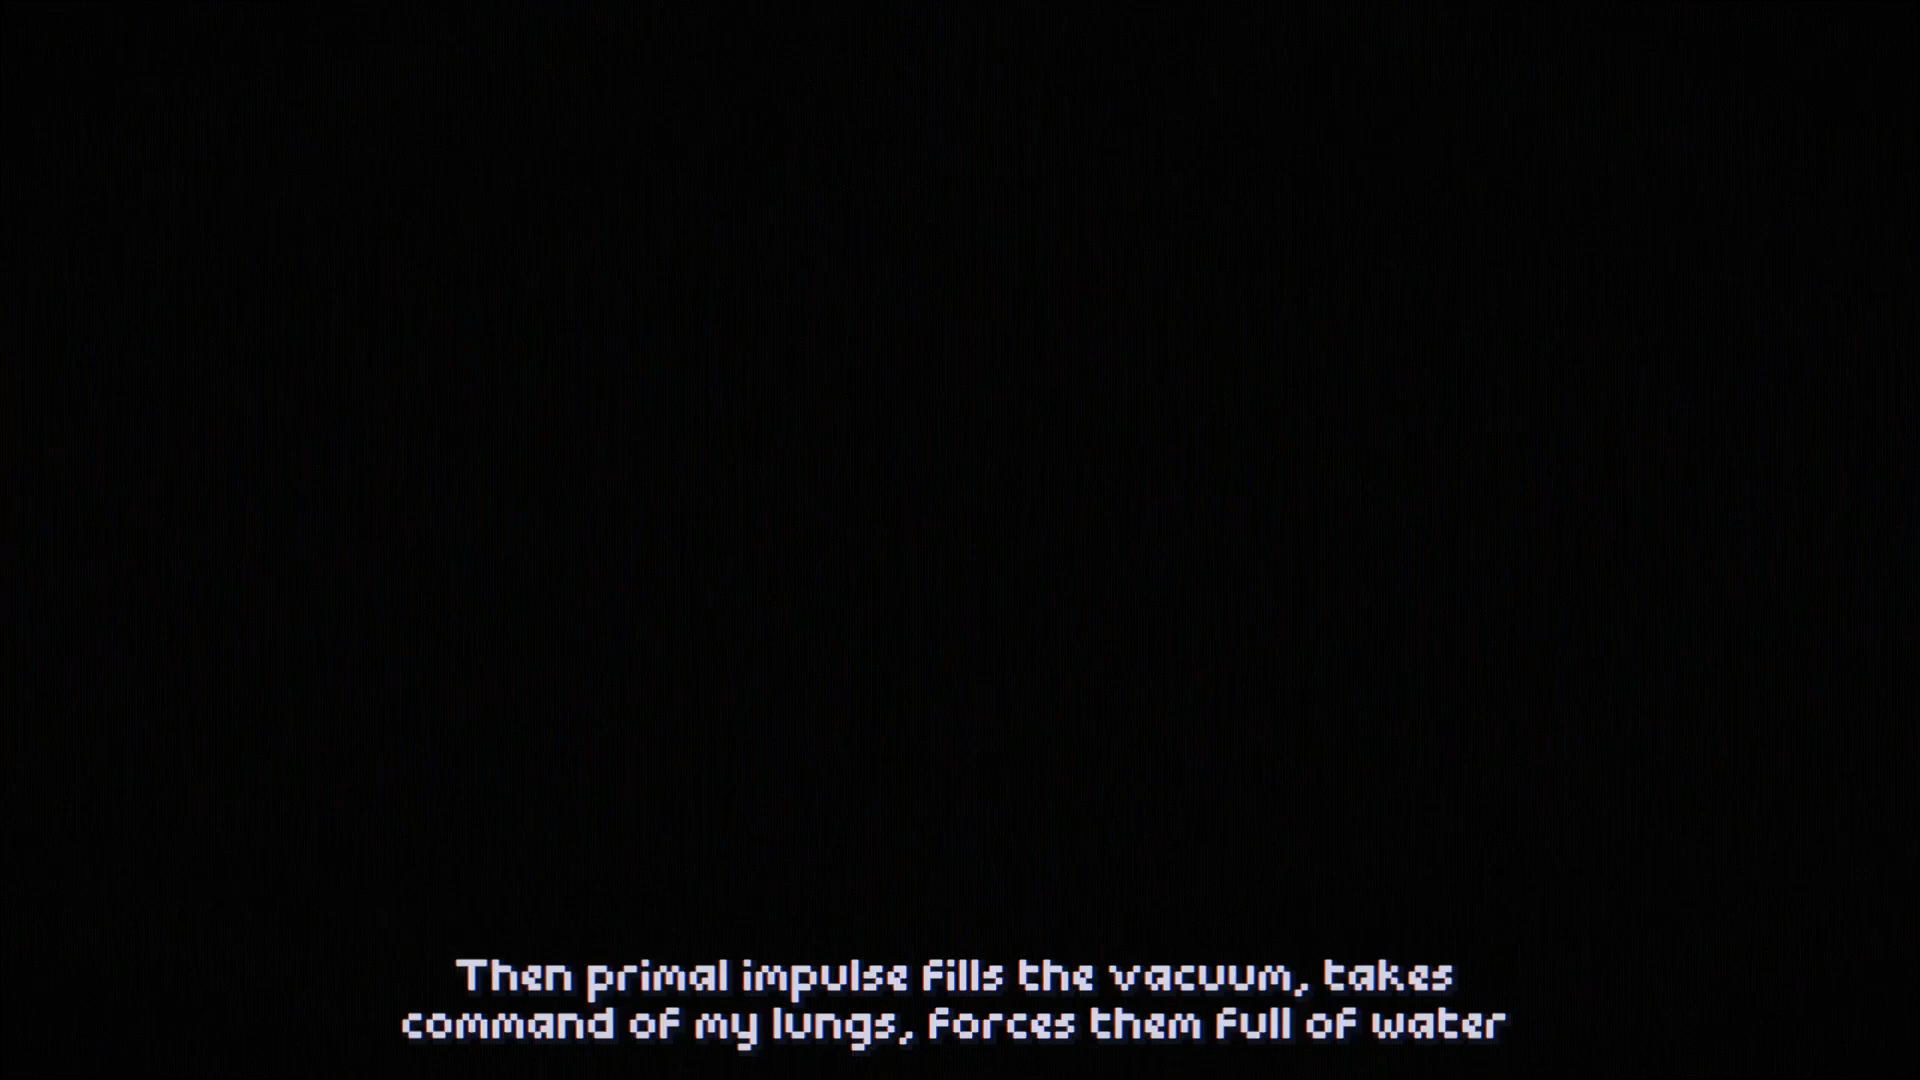 Then primal impulse fills the vacuum, takes
command of my lungs, forces them full of water